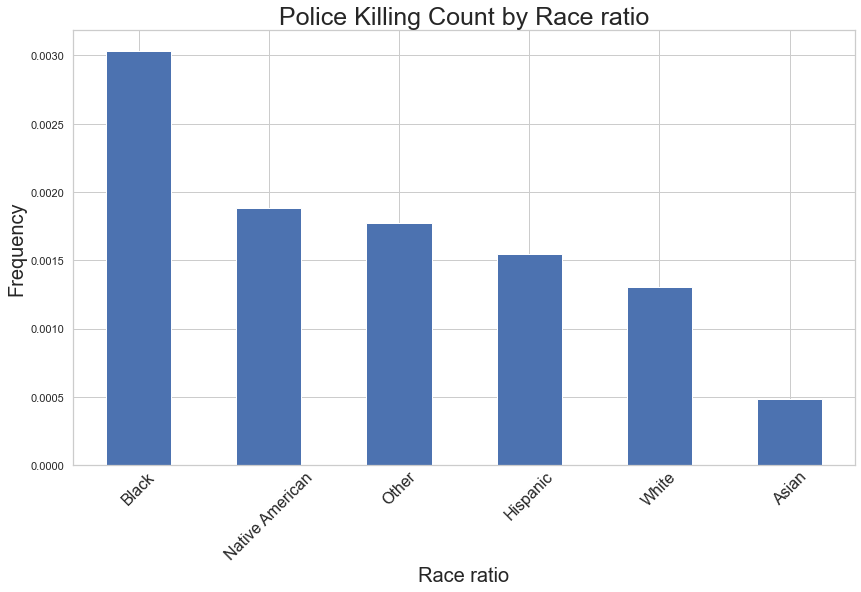 Police Killing Count by Race ratio
Frequency
0.0030
0.0025
0.0020
0.0015
0.0010
0.0005
0.0000
Black
Native American
Other
Hispanic
White
Asian
Race ratio